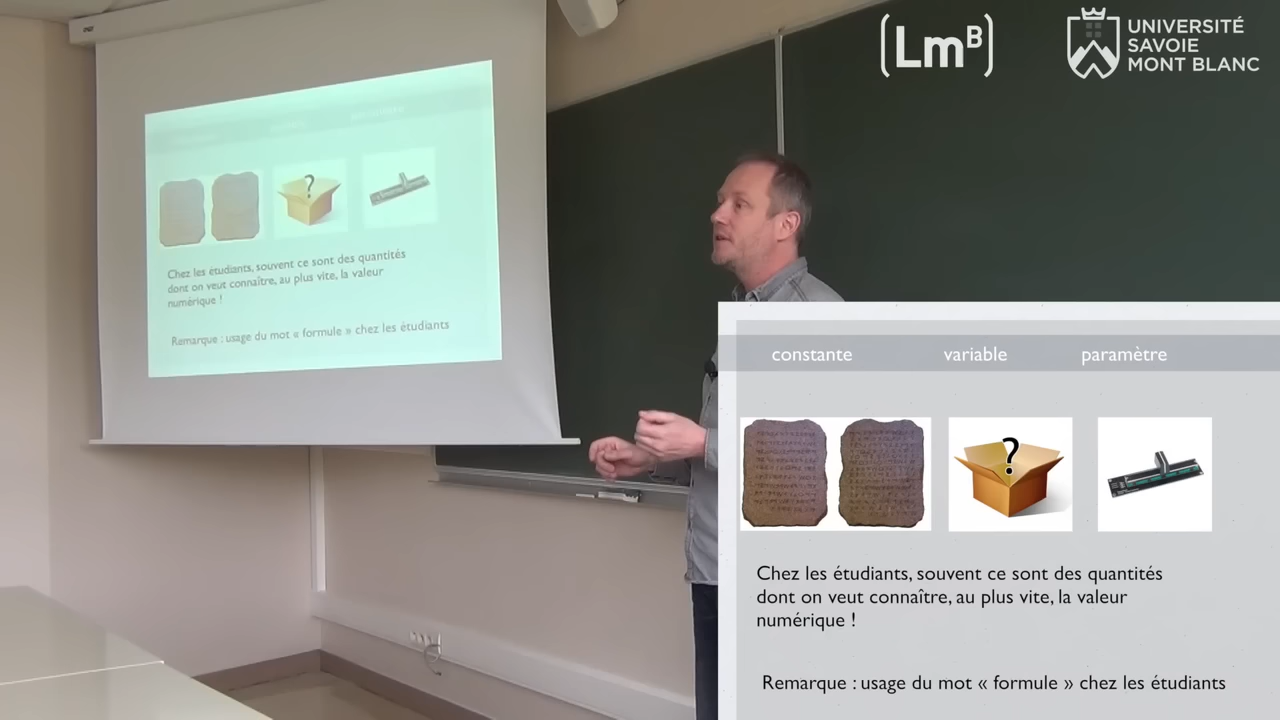 (Lmᴮ)
UNIVERSITÉ
SAVOIE
MONT BLANC
Chez les étudiants, souvent ce sont des quantités
dont on veut connaître, au plus vite, la valeur
numérique !
Remarque : usage du mot « formule » chez les étudiants
constante variable paramètre
?
Chez les étudiants, souvent ce sont des quantités
dont on veut connaître, au plus vite, la valeur
numérique !
Remarque : usage du mot « formule » chez les étudiants